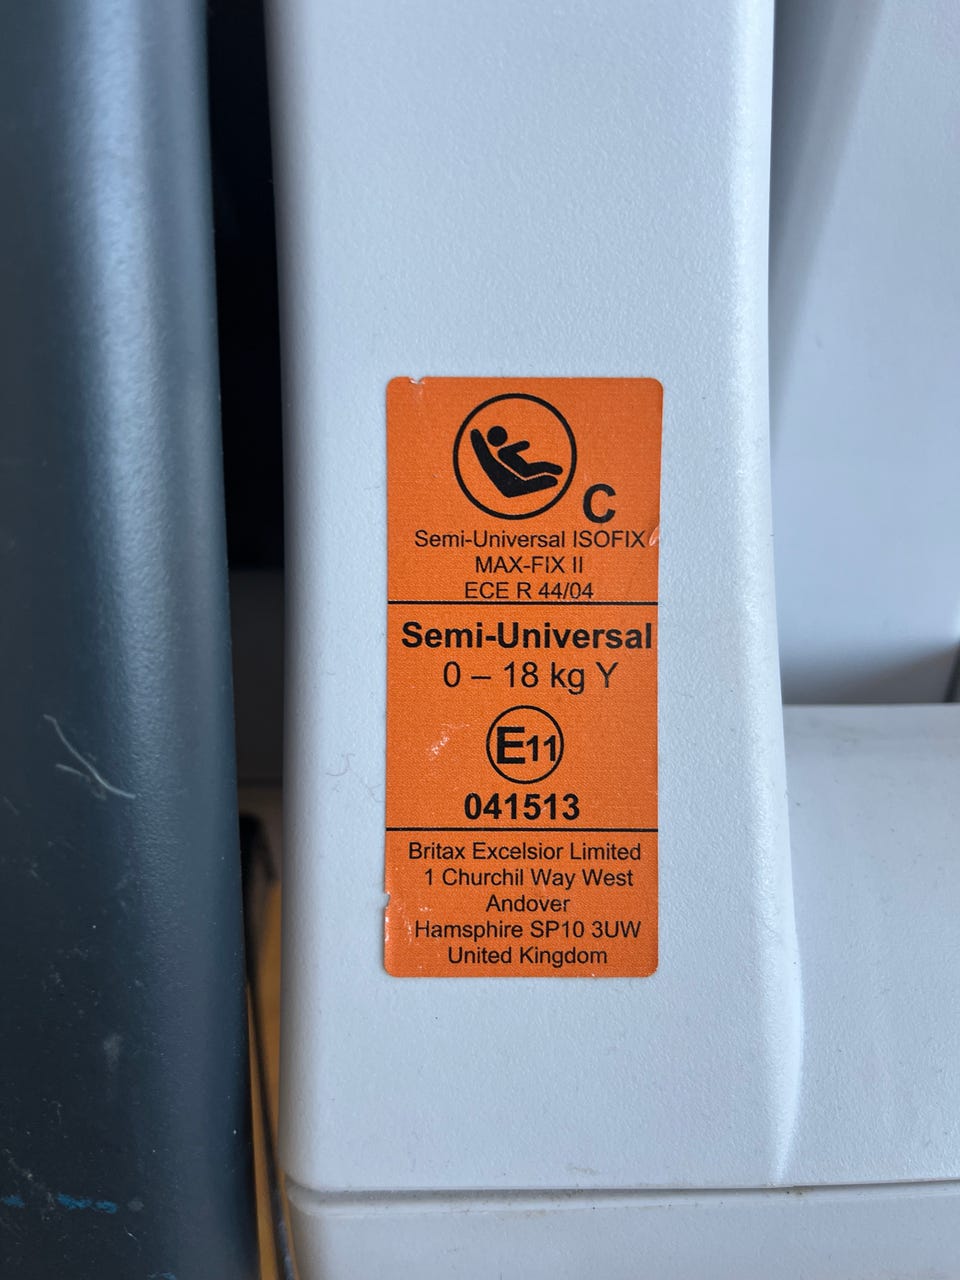 C
Semi-Universal ISOFIX
MAX-FIX II
ECE R 44/04
Semi-Universal
0 – 18 kg Y
E11
041513
Britax Excelsior Limited
1 Churchil Way West
Andover
Hamsphire SP10 3UW
United Kingdom